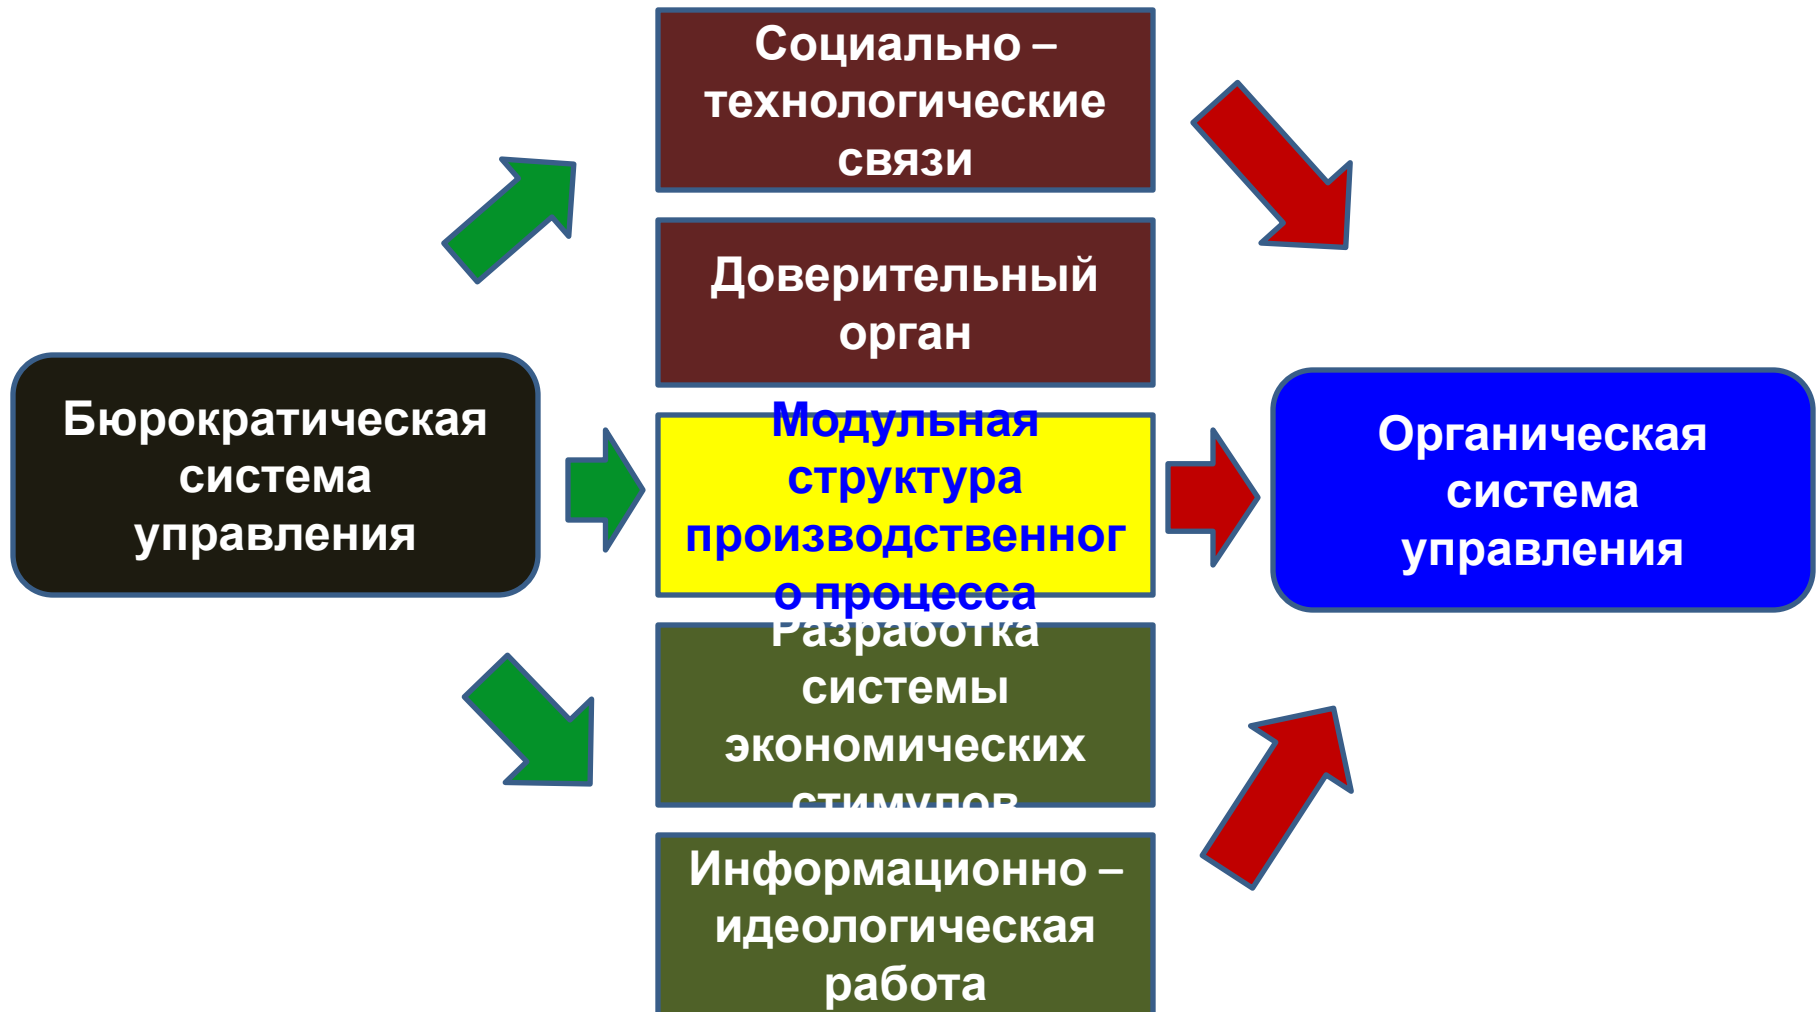 Социально –
технологические
связи
Доверительный
орган
Бюрократическая
система
управления
Модульная
структура
производственног
о процесса
Органическая
система
управления
Разработка
системы
экономических
стимулов
Информационно –
идеологическая
работа